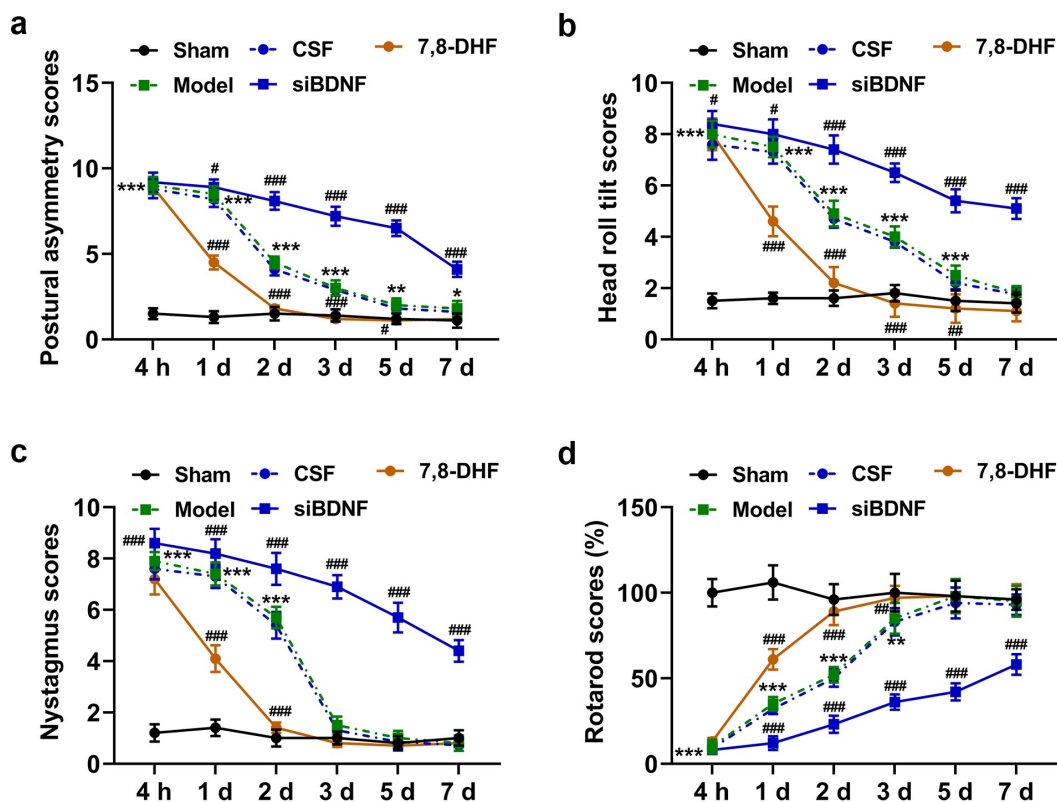 a
Sham CSF 7,8-DHF
Model siBDNF
Postural asymmetry scores
15
10
5
0
*** # ### ### ### ###
*** *** *** ** *
### ### ### #
4 h 1 d 2 d 3 d 5 d 7 d
b
Sham CSF 7,8-DHF
Model siBDNF
Head roll tilt scores
10
8
6
4
2
0
# # ### ### ### ###
*** *** *** *** ***
### ### ### ##
4 h 1 d 2 d 3 d 5 d 7 d
c
Sham CSF 7,8-DHF
Model siBDNF
Nystagmus scores
10
8
6
4
2
0
### ### ### ### ### ###
*** *** ***
### ###
4 h 1 d 2 d 3 d 5 d 7 d
d
Sham CSF 7,8-DHF
Model siBDNF
Rotarod scores (%)
150
100
50
0
### ### ##
*** *** *** **
### ### ### ### ###
4 h 1 d 2 d 3 d 5 d 7 d